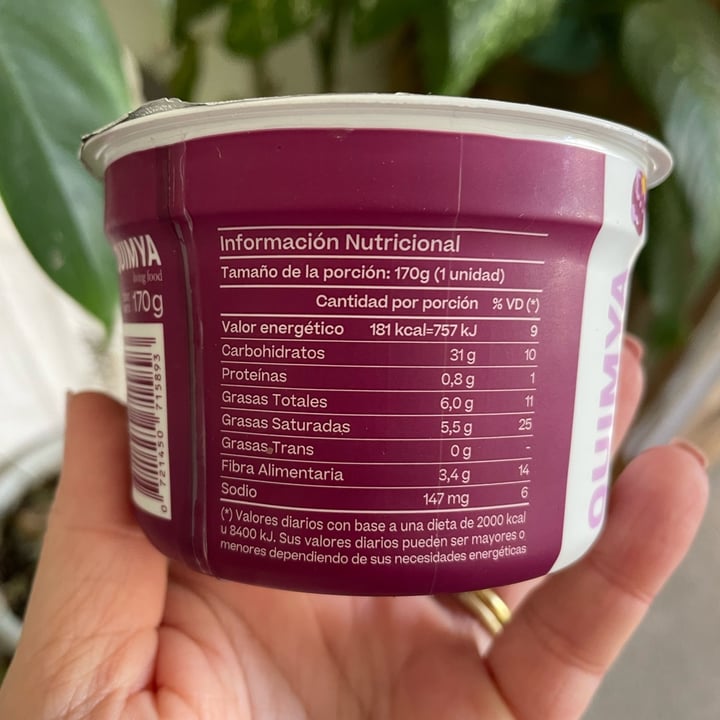 UIMYA
living food
170g
0 721450 715893
Información Nutricional
Tamaño de la porción: 170g (1 unidad)
Cantidad por porción % VD (*)
Valor energético 181 kcal=757 kJ 9
Carbohidratos 31 g 10
Proteínas 0,8 g 1
Grasas Totales 6,0 g 11
Grasas Saturadas 5,5 g 25
Grasas Trans 0 g -
Fibra Alimentaria 3,4 g 14
Sodio 147 mg 6
(*) Valores diarios con base a una dieta de 2000 kcal
u 8400 kJ. Sus valores diarios pueden ser mayores o
menores dependiendo de sus necesidades energéticas
QUIMYA